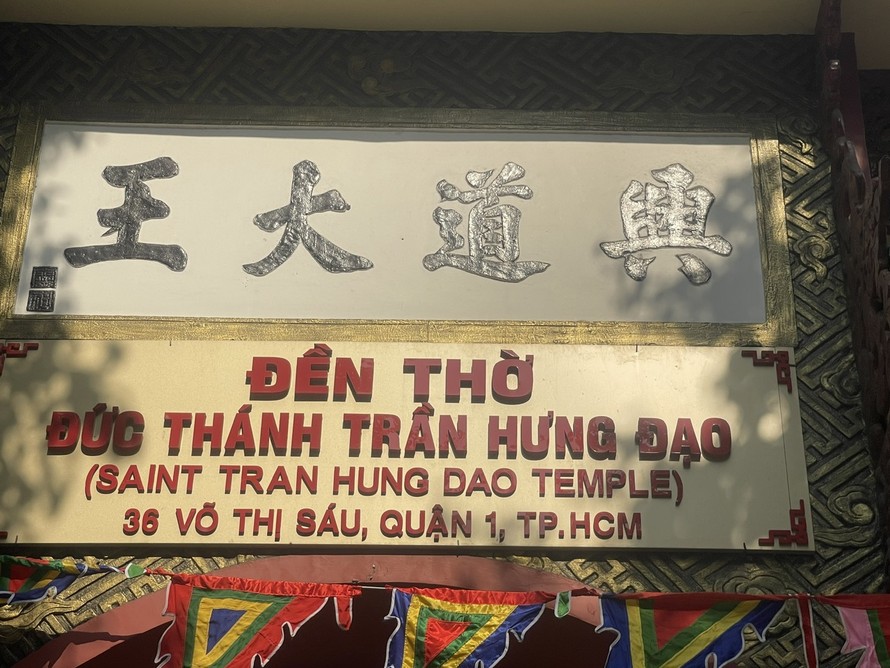 興道大王
ĐỀN THỜ
ĐỨC THÁNH TRẦN HƯNG ĐẠO
(SAINT TRAN HUNG DAO TEMPLE)
36 VÕ THỊ SÁU, QUẬN 1, TP.HCM